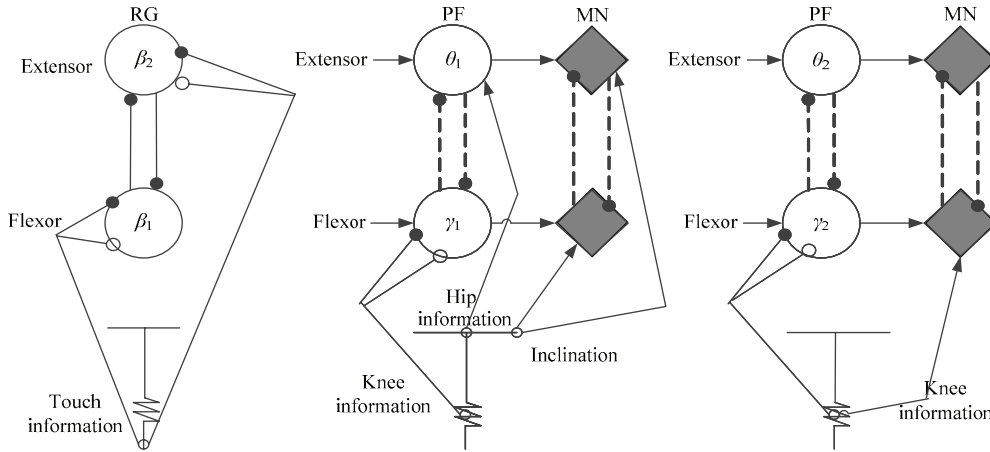 RG
Extensor
β2
Flexor
β1
Touch
information
PF
MN
Extensor
θ1
Flexor
γ1
Hip
information
Inclination
Knee
information
PF
MN
Extensor
θ2
Flexor
γ2
Knee
information